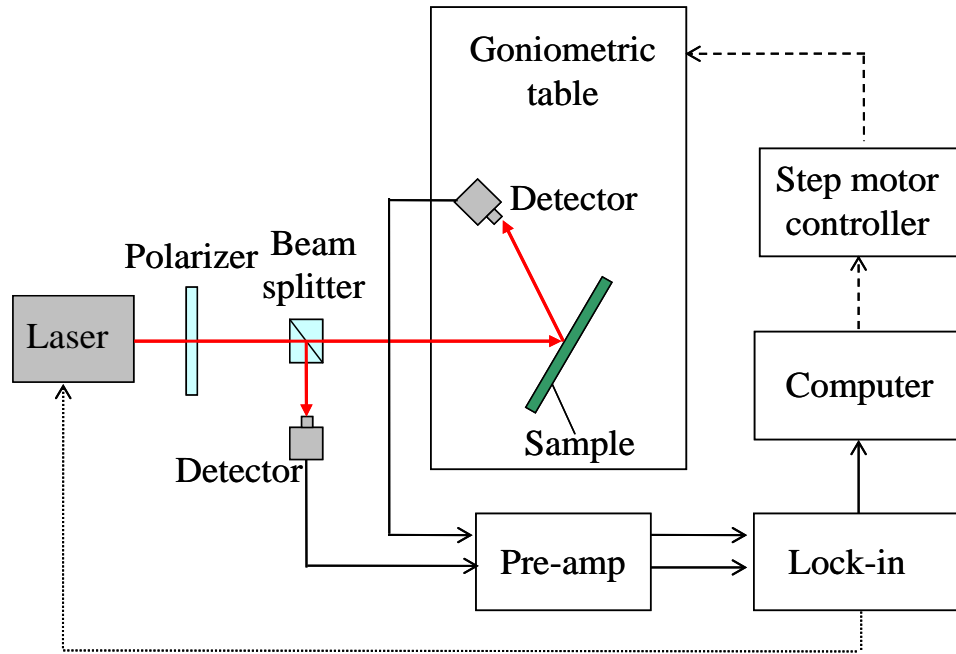 Goniometric
table
Step motor
controller
Detector
Beam
splitter
Polarizer
Laser
Computer
Sample
Detector
Pre-amp
Lock-in